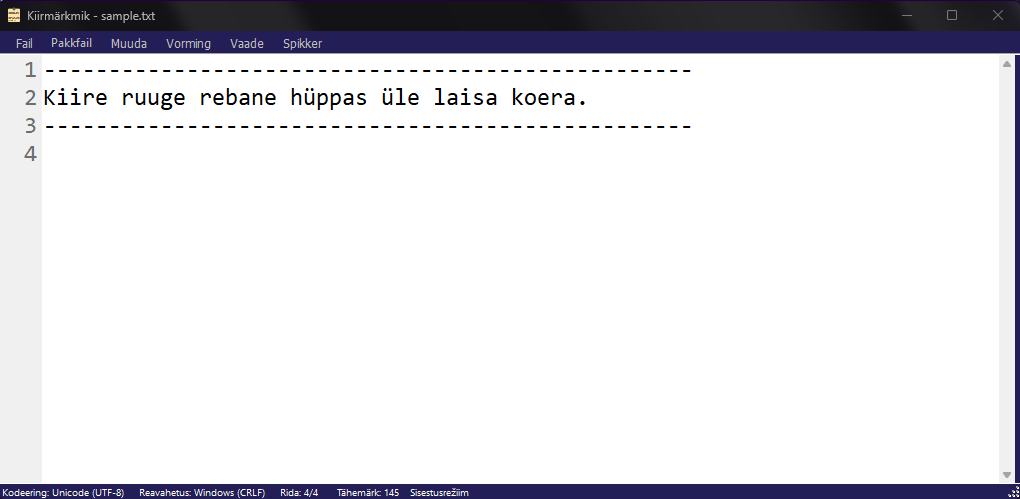 Kiirmärkmik - sample.txt
Fail Pakkfail Muuda Vorming Vaade Spikker
1 --------------------------------------------------
2 Kiire ruuge rebane hüppas üle laisa koera.
3 --------------------------------------------------
4
Kodeering: Unicode (UTF-8) Reavahetus: Windows (CRLF) Rida: 4/4 Tähemärk: 145 Sisestusrežiim